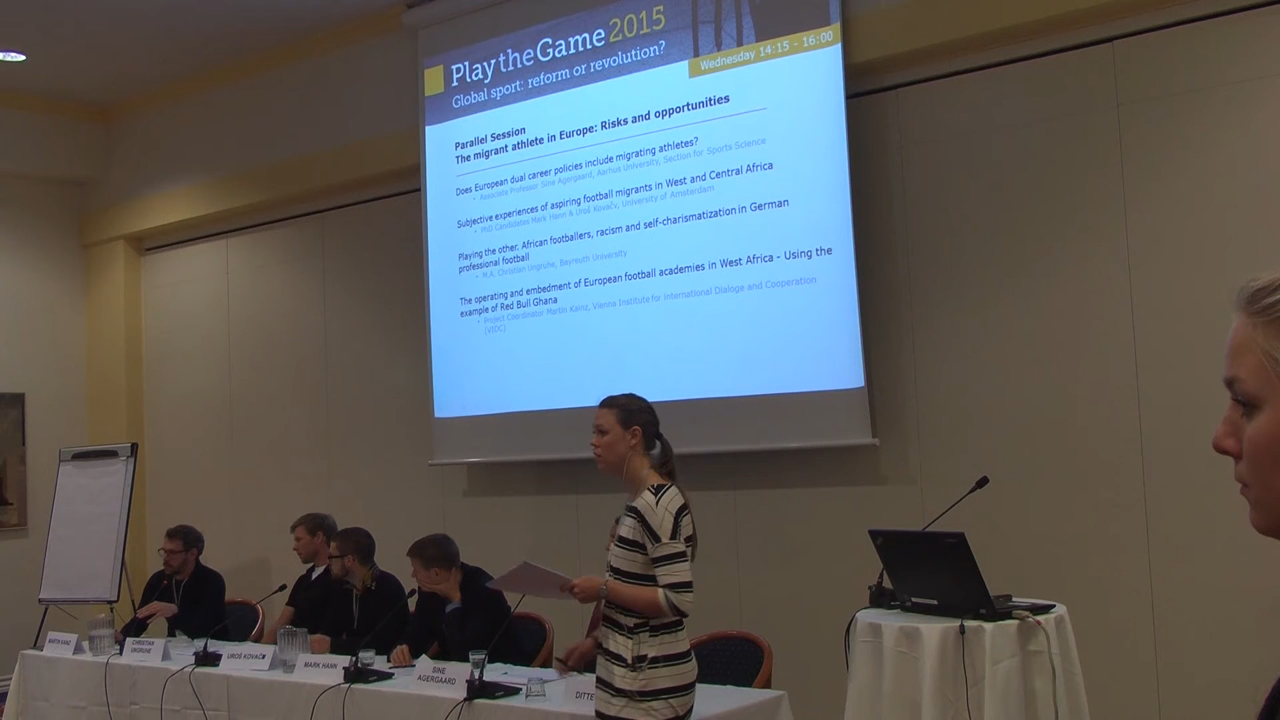 Play the Game 2015
Global sport: reform or revolution?
Wednesday 14:15 - 16:00
Parallel Session
The migrant athlete in Europe: Risks and opportunities
Does European dual career policies include migrating athletes?
• Associate Professor Sine Agergaard, Aarhus University, Section for Sports Science
Subjective experiences of aspiring football migrants in West and Central Africa
• PhD Candidates Mark Hann & Uroš Kovač, University of Amsterdam
Playing the other. African footballers, racism and self-charismatization in German
professional football
• M.A. Christian Ungruhe, Bayreuth University
The operating and embedment of European football academies in West Africa - Using the
example of Red Bull Ghana
• Project Coordinator Martin Kainz, Vienna Institute for International Dialoge and Cooperation
(VIDC)
MARTIN KAINZ
CHRISTIAN
UNGRUHE
UROŠ KOVAČ
MARK HANN
SINE
AGERGAARD
DITTE